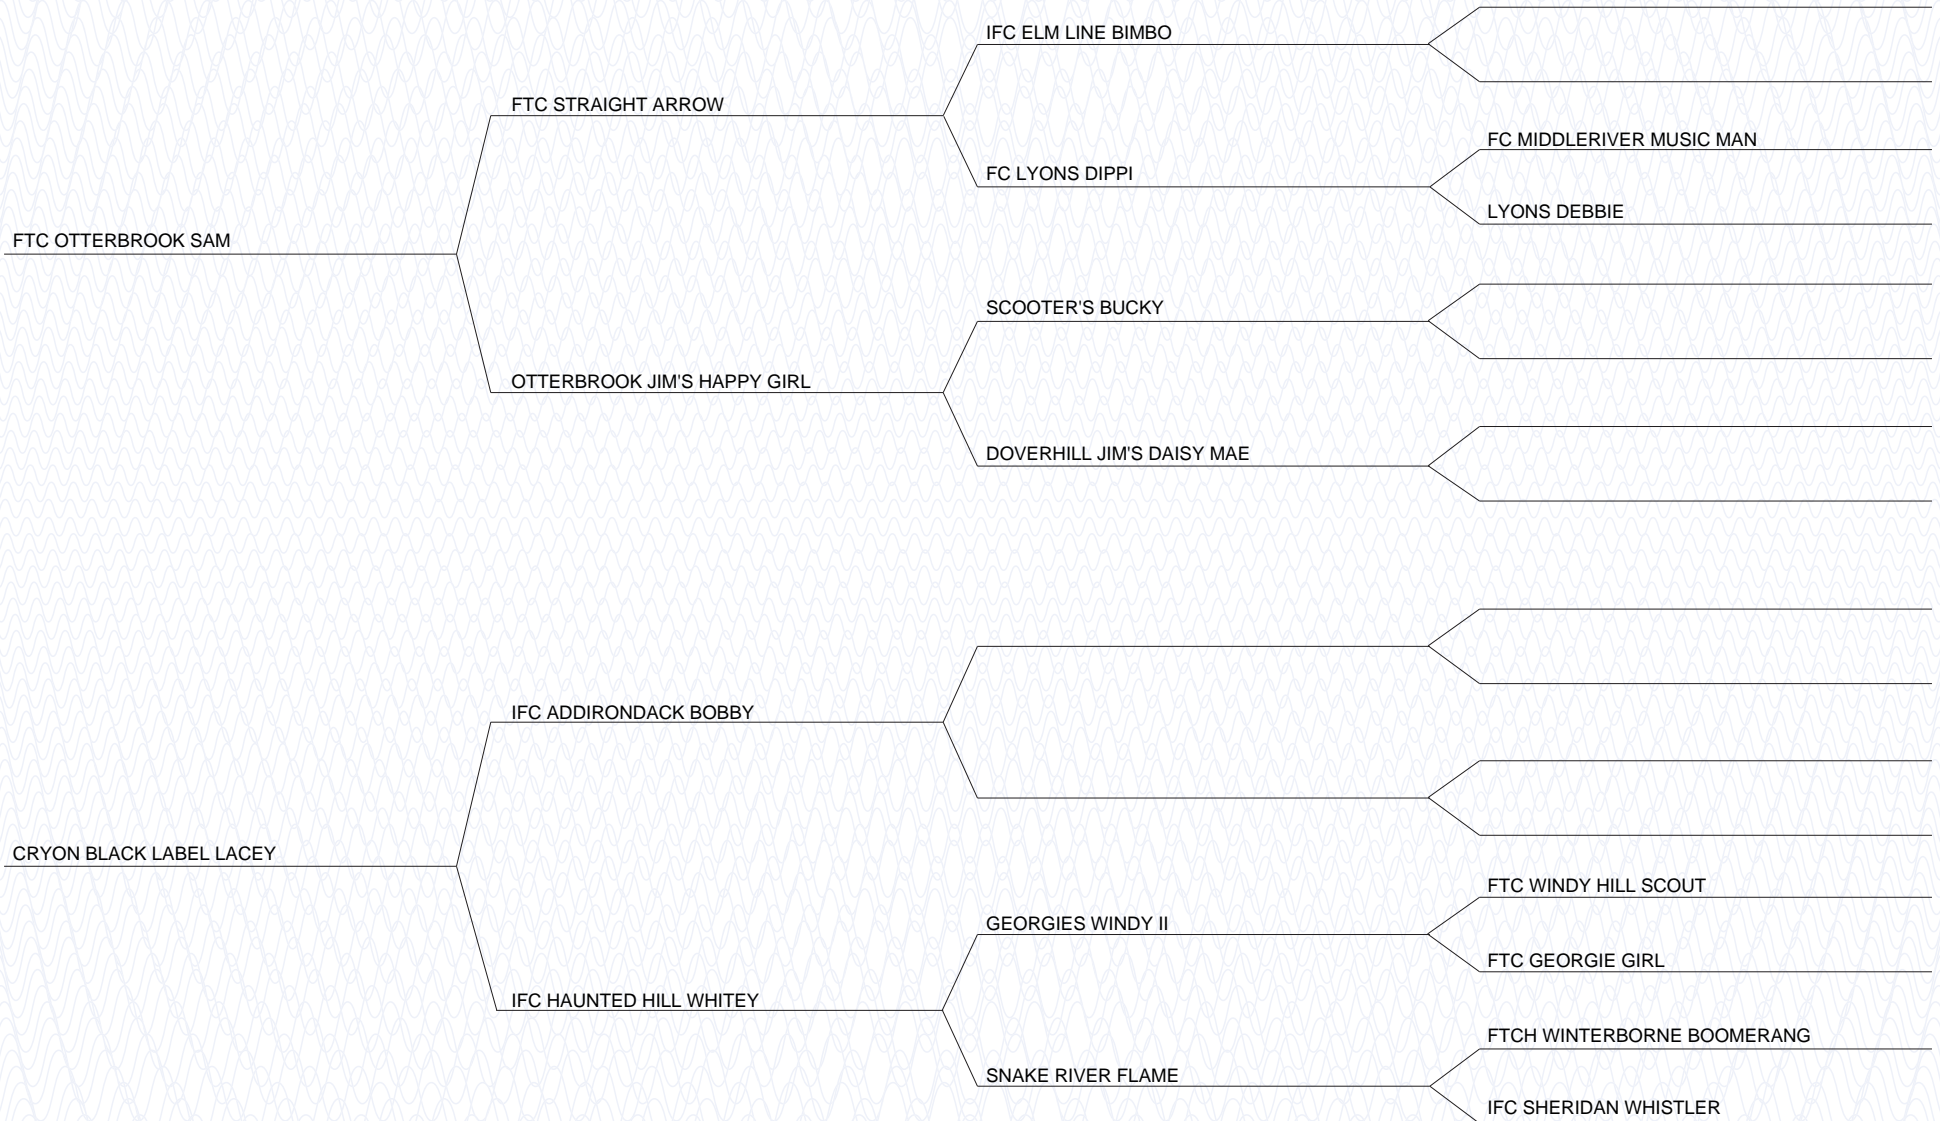 IFC ELM LINE BIMBO
FTC STRAIGHT ARROW
FC MIDDLERIVER MUSIC MAN
FC LYONS DIPPI
LYONS DEBBIE
FTC OTTERBROOK SAM
SCOOTER'S BUCKY
OTTERBROOK JIM'S HAPPY GIRL
DOVERHILL JIM'S DAISY MAE
IFC ADDIRONDACK BOBBY
CRYON BLACK LABEL LACEY
FTC WINDY HILL SCOUT
GEORGIES WINDY II
FTC GEORGIE GIRL
IFC HAUNTED HILL WHITEY
FTCH WINTERBORNE BOOMERANG
SNAKE RIVER FLAME
IFC SHERIDAN WHISTLER